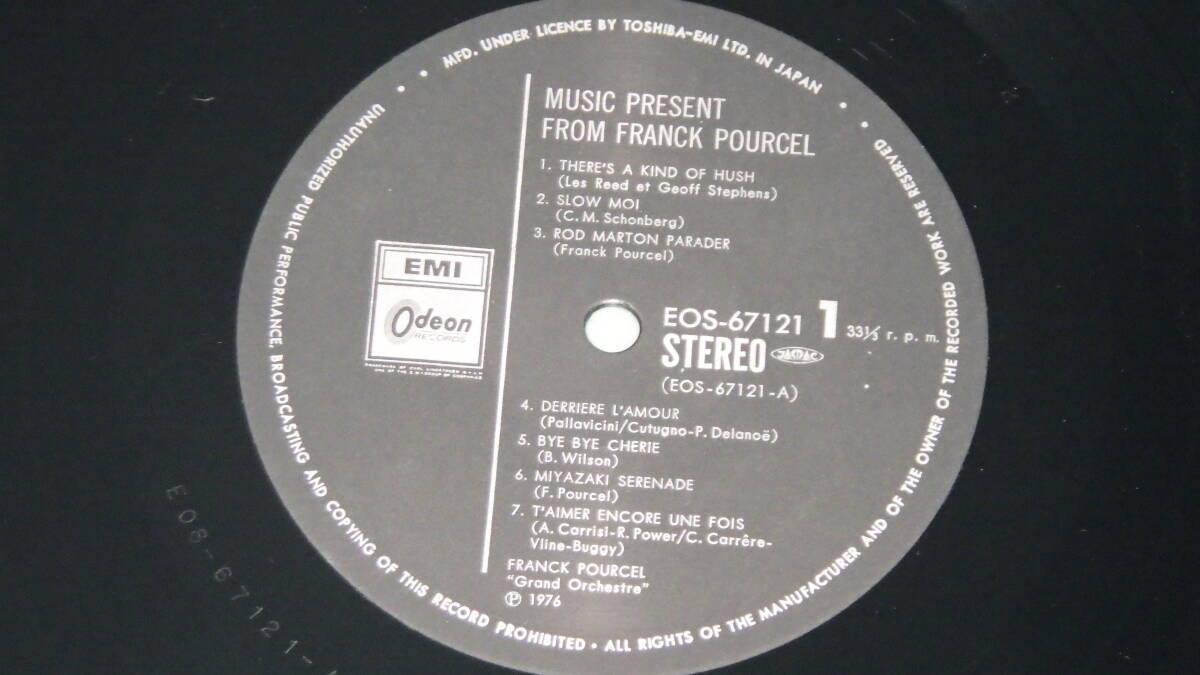 MFD. UNDER LICENCE BY TOSHIBA-EMI LTD. IN JAPAN
MUSIC PRESENT
FROM FRANCK POURCEL
1. THERE'S A KIND OF HUSH
(Les Reed et Geoff Stephens)
2. SLOW MOI
(C. M. Schonberg)
3. ROD MARTON PARADER
(Franck Pourcel)
EMI
Odeon
RECORDS
EOS-67121 1 33⅓ r. p. m.
STEREO JASRAC
(EOS-67121-A)
4. DERRIERE L'AMOUR
(Pallavicini/Cutugno-P. Delanoë)
5. BYE BYE CHERIE
(B. Wilson)
6. MIYAZAKI SERENADE
(F. Pourcel)
7. T'AIMER ENCORE UNE FOIS
(A. Carrisi-R. Power/C. Carrêre-
Vline-Buggy)
FRANCK POURCEL
"Grand Orchestre"
℗ 1976
UNAUTHORIZED PUBLIC PERFORMANCE, BROADCASTING AND COPYING OF THIS RECORD PROHIBITED • ALL RIGHTS OF THE MANUFACTURER AND OF THE OWNER OF THE RECORDED WORK ARE RESERVED
EOS-67121-